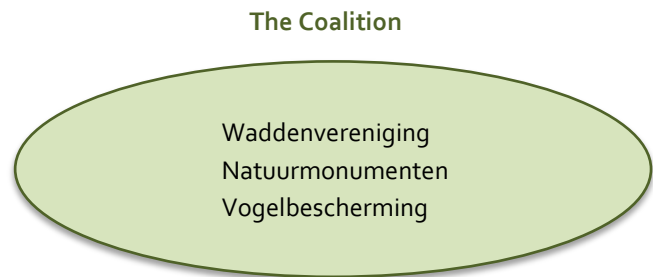 The Coalition
Waddenvereniging
Natuurmonumenten
Vogelbescherming